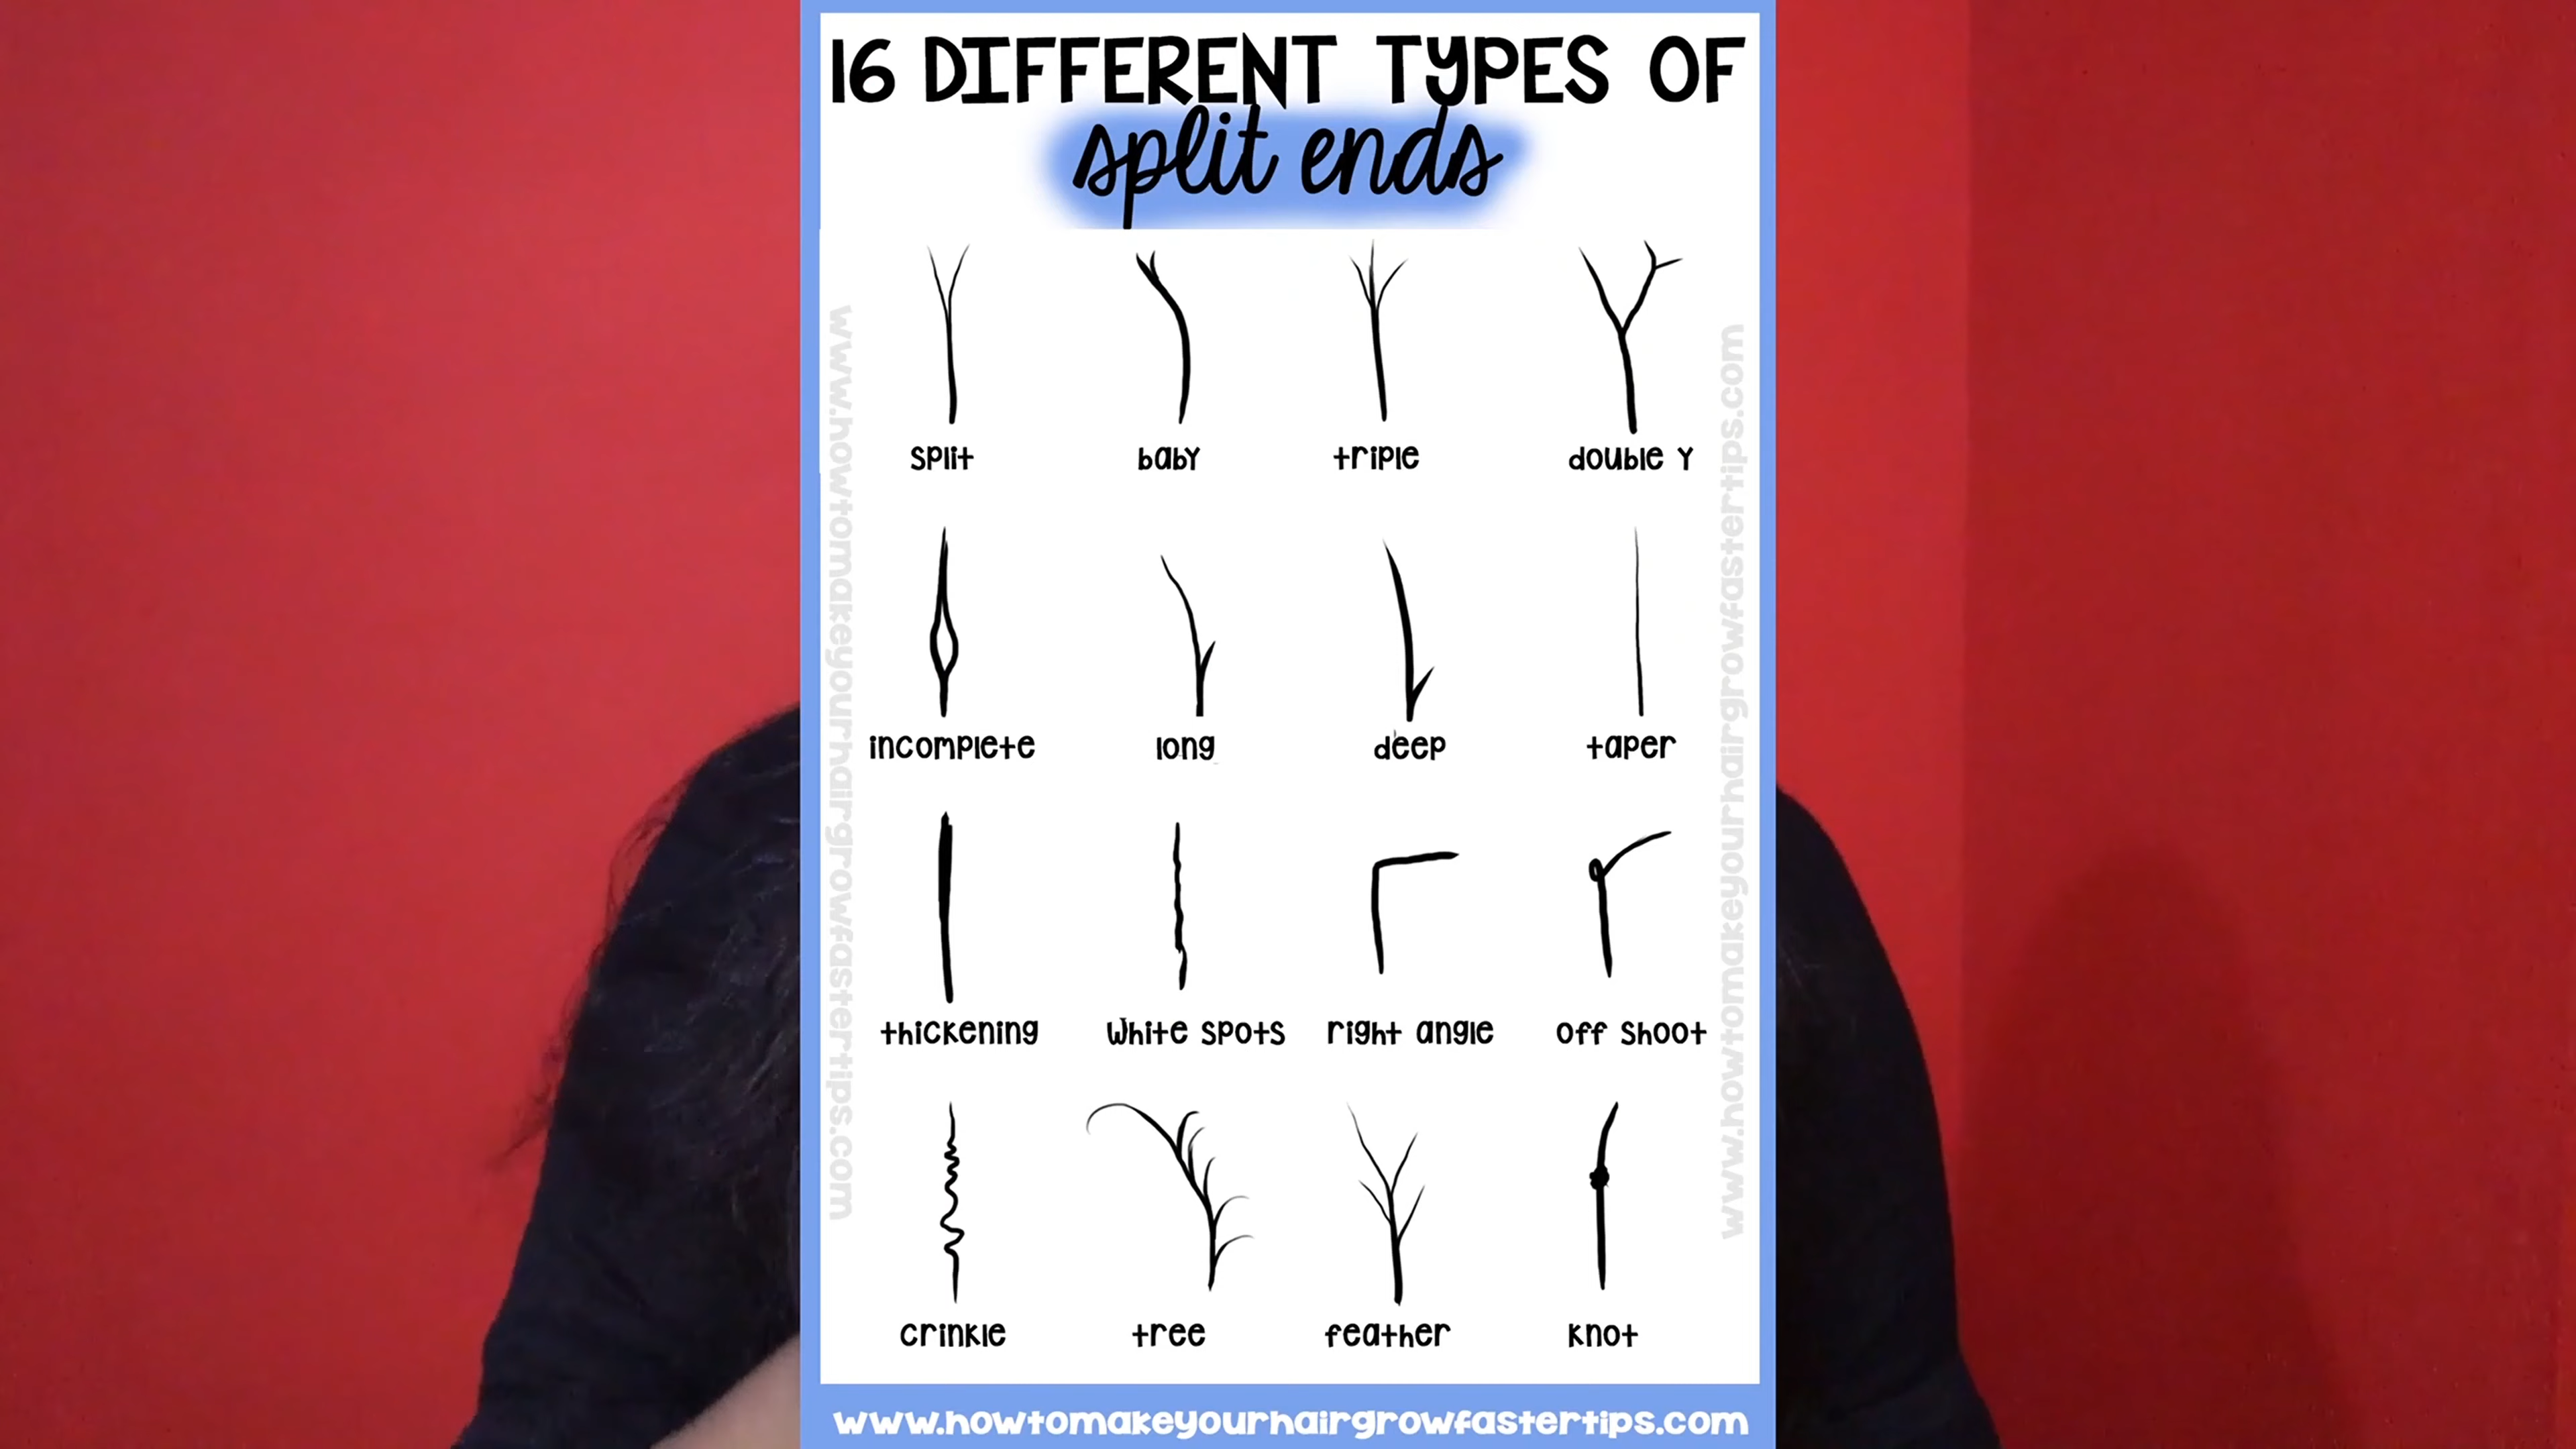 16 DIFFERENT TYPES OF
split ends
split baby triple double y
incomplete long deep taper
thickening white spots right angle off shoot
crinkle tree feather knot
www.howtomakeyourhairgrowfastertips.com
www.howtomakeyourhairgrowfastertips.com
www.howtomakeyourhairgrowfastertips.com